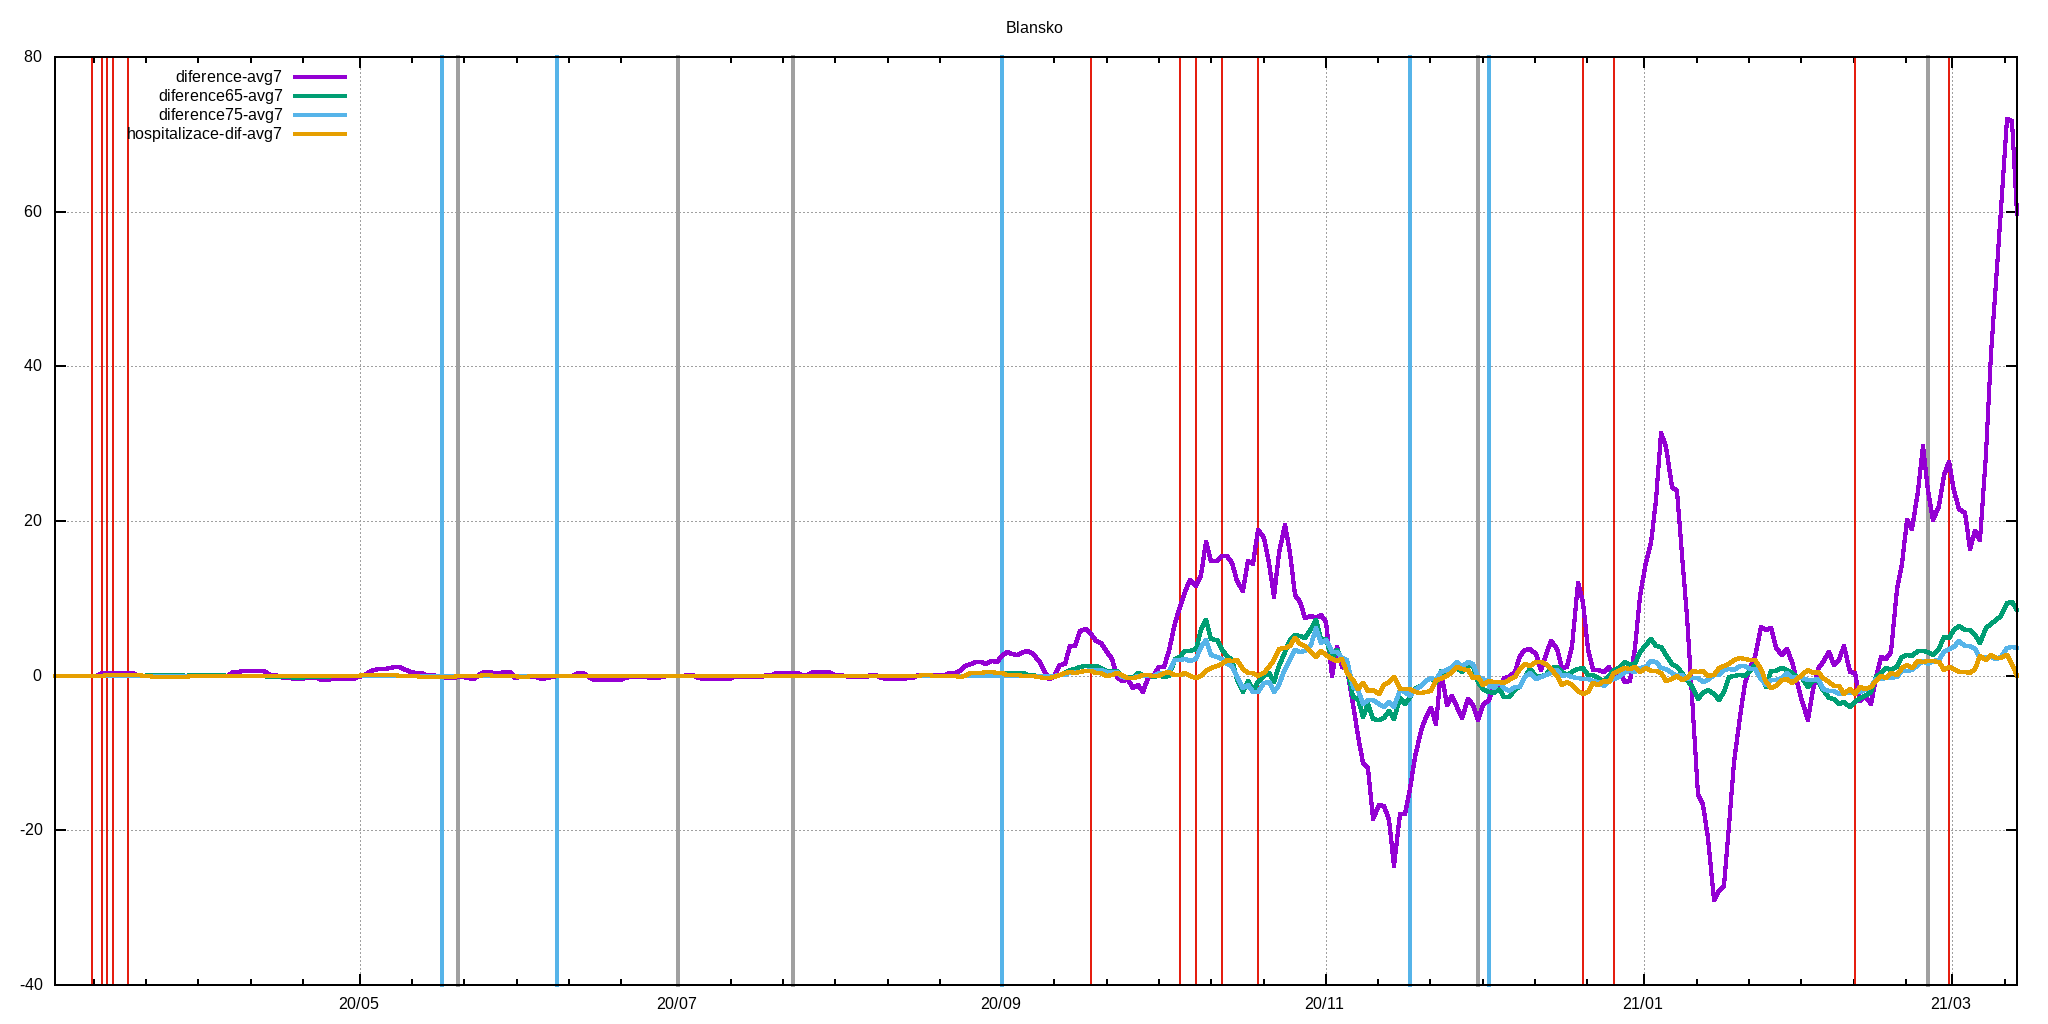 Blansko
80
diference-avg7
diference65-avg7
diference75-avg7
hospitalizace-dif-avg7
60
40
20
0
-20
-40
20/05
20/07
20/09
20/11
21/01
21/03